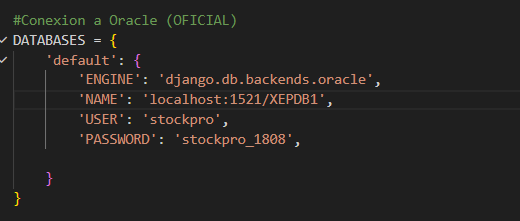 #Conexion a Oracle (OFICIAL)
DATABASES = {
'default': {
'ENGINE': 'django.db.backends.oracle',
'NAME': 'localhost:1521/XEPDB1',
'USER': 'stockpro',
'PASSWORD': 'stockpro_1808',
}
}